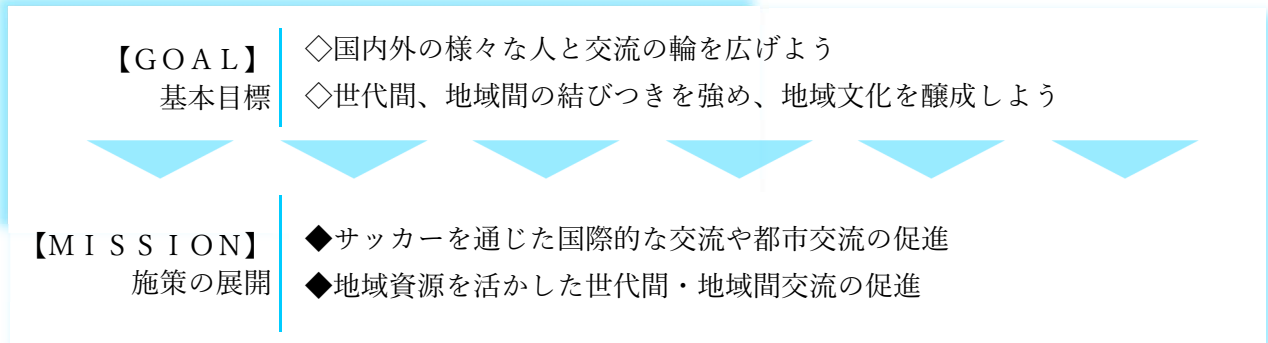 【ＧＯＡＬ】
基本目標
◇国内外の様々な人と交流の輪を広げよう
◇世代間、地域間の結びつきを強め、地域文化を醸成しよう
【ＭＩＳＳＩＯＮ】
施策の展開
◆サッカーを通じた国際的な交流や都市交流の促進
◆地域資源を活かした世代間・地域間交流の促進